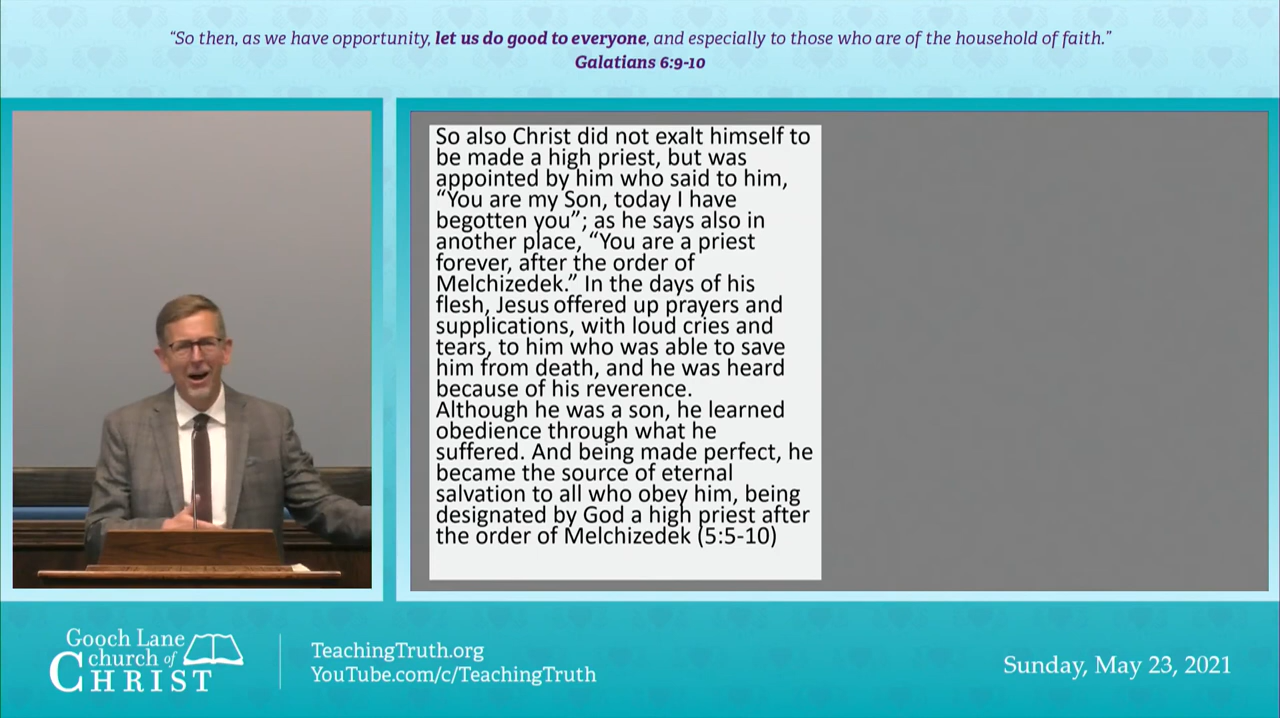 “So then, as we have opportunity, let us do good to everyone, and especially to those who are of the household of faith.”
Galatians 6:9-10
So also Christ did not exalt himself to
be made a high priest, but was
appointed by him who said to him,
“You are my Son, today I have
begotten you”; as he says also in
another place, “You are a priest
forever, after the order of
Melchizedek.” In the days of his
flesh, Jesus offered up prayers and
supplications, with loud cries and
tears, to him who was able to save
him from death, and he was heard
because of his reverence.
Although he was a son, he learned
obedience through what he
suffered. And being made perfect, he
became the source of eternal
salvation to all who obey him, being
designated by God a high priest after
the order of Melchizedek (5:5-10)
Gooch Lane
church of
CHRIST
TeachingTruth.org
YouTube.com/c/TeachingTruth
Sunday, May 23, 2021